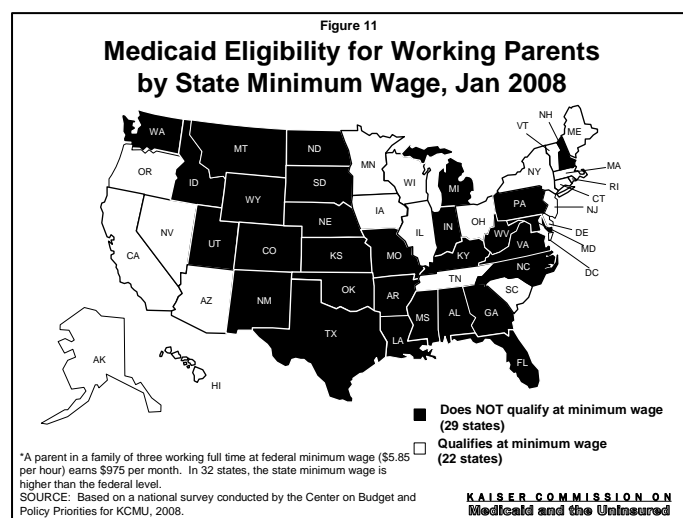 Figure 11
Medicaid Eligibility for Working Parents
by State Minimum Wage, Jan 2008
NH
VT
ME
WA
MT
ND
MN
OR
ID
SD
WI
NY
MA
WY
MI
RI
CT
IA
PA
NJ
NE
NV
OH
IL
IN
DE
UT
WV
MD
CO
VA
CA
KS
MO
KY
DC
NC
TN
OK
AZ
NM
AR
SC
MS
AL
GA
TX
LA
AK
FL
HI
Does NOT qualify at minimum wage
(29 states)
Qualifies at minimum wage
(22 states)
*A parent in a family of three working full time at federal minimum wage ($5.85
per hour) earns $975 per month. In 32 states, the state minimum wage is
higher than the federal level.
SOURCE: Based on a national survey conducted by the Center on Budget and
Policy Priorities for KCMU, 2008.
KAISER COMMISSION ON
Medicaid and the Uninsured